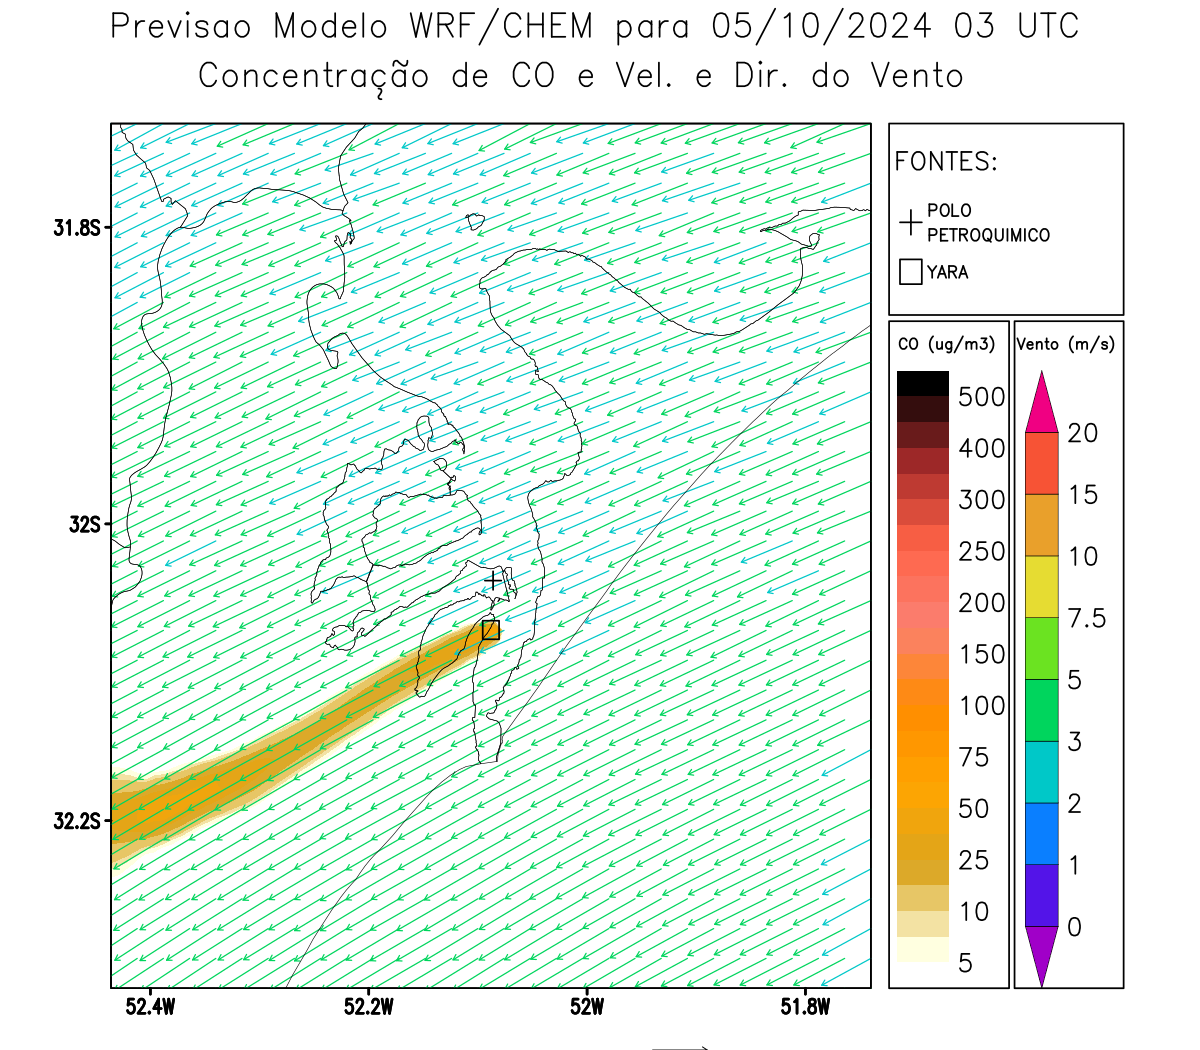 Previsao Modelo WRF/CHEM para 05/10/2024 03 UTC
Concentração de CO e Vel. e Dir. do Vento
FONTES:
POLO
PETROQUIMICO
YARA
CO (ug/m3)
500
400
300
250
200
150
100
75
50
25
10
5
Vento (m/s)
20
15
10
7.5
5
3
2
1
0
31.8S
32S
32.2S
52.4W
52.2W
52W
51.8W